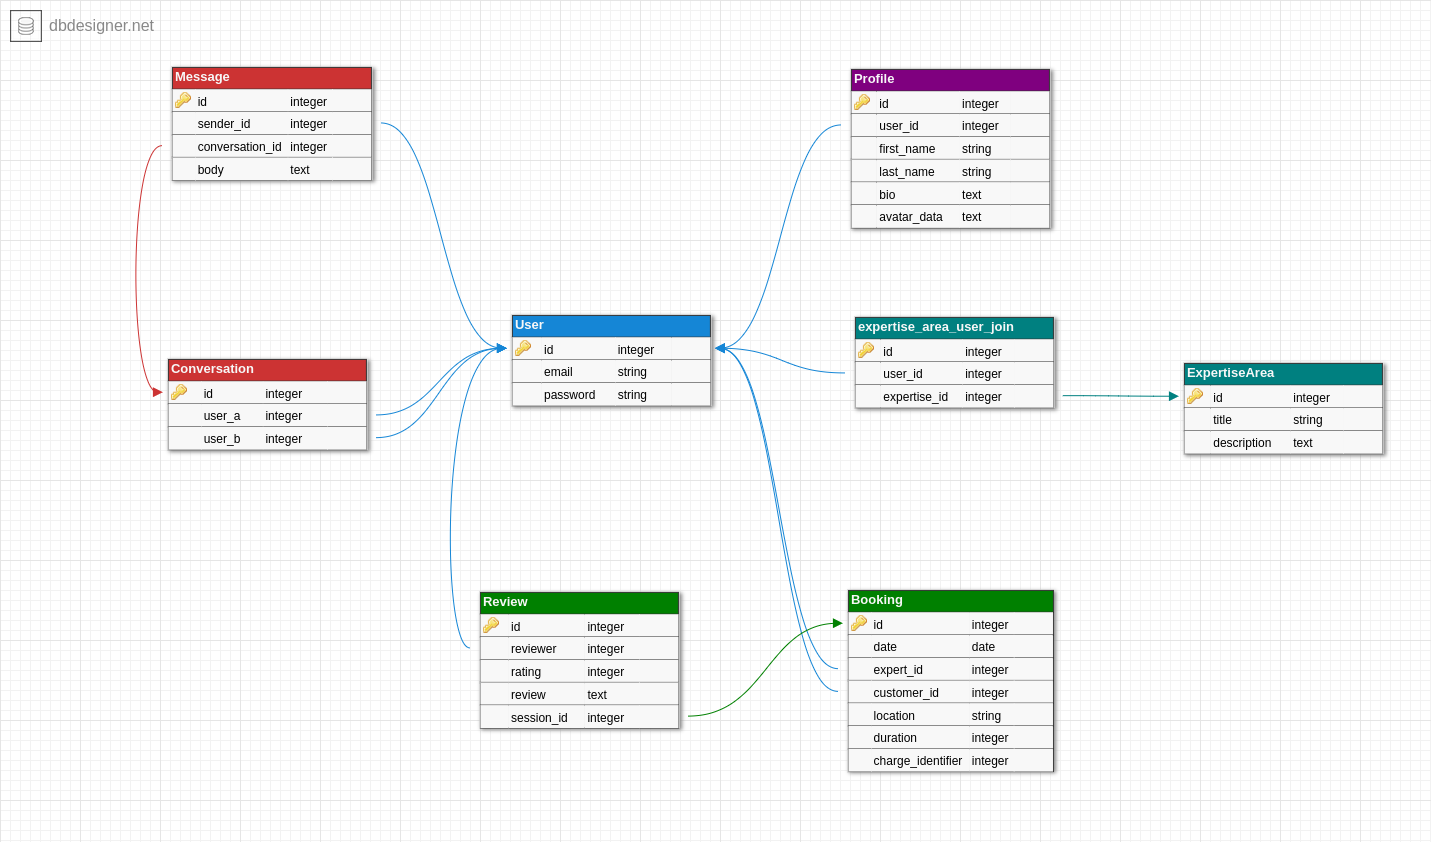 dbdesigner.net
Message
id integer
sender_id integer
conversation_id integer
body text
Profile
id integer
user_id integer
first_name string
last_name string
bio text
avatar_data text
User
id integer
email string
password string
expertise_area_user_join
id integer
user_id integer
expertise_id integer
Conversation
id integer
user_a integer
user_b integer
ExpertiseArea
id integer
title string
description text
Review
id integer
reviewer integer
rating integer
review text
session_id integer
Booking
id integer
date date
expert_id integer
customer_id integer
location string
duration integer
charge_identifier integer